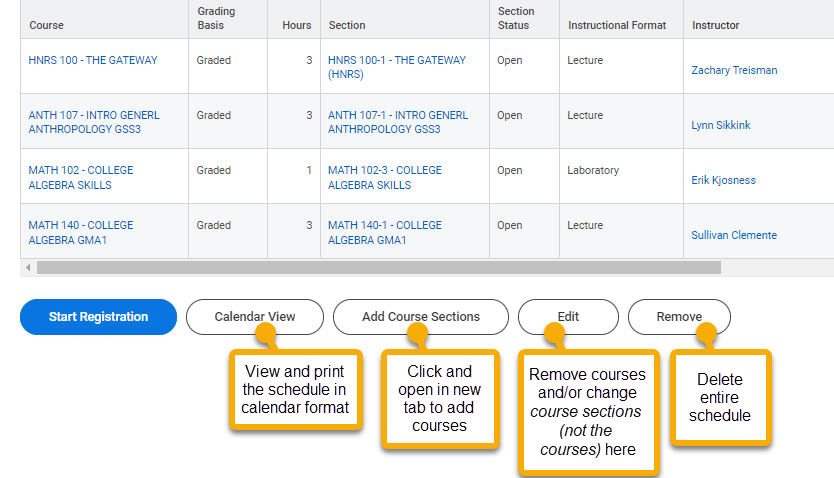 Course Grading Basis Hours Section Section Status Instructional Format Instructor
HNRS 100 - THE GATEWAY Graded 3 HNRS 100-1 - THE GATEWAY Open Lecture
(HNRS)
Zachary Treisman
ANTH 107 - INTRO GENERL Graded 3 ANTH 107-1 - INTRO GENERL Open Lecture
ANTHROPOLOGY GSS3 ANTHROPOLOGY GSS3
Lynn Sikkink
MATH 102 - COLLEGE Graded 1 MATH 102-3 - COLLEGE Open Laboratory
ALGEBRA SKILLS ALGEBRA SKILLS
Erik Kjosness
MATH 140 - COLLEGE Graded 3 MATH 140-1 - COLLEGE Open Lecture
ALGEBRA GMA1 ALGEBRA GMA1
Sullivan Clemente
Start Registration Calendar View Add Course Sections Edit Remove
View and print
the schedule in
calendar format
Click and
open in new
tab to add
courses
Remove courses
and/or change
course sections
(not the
courses) here
Delete
entire
schedule